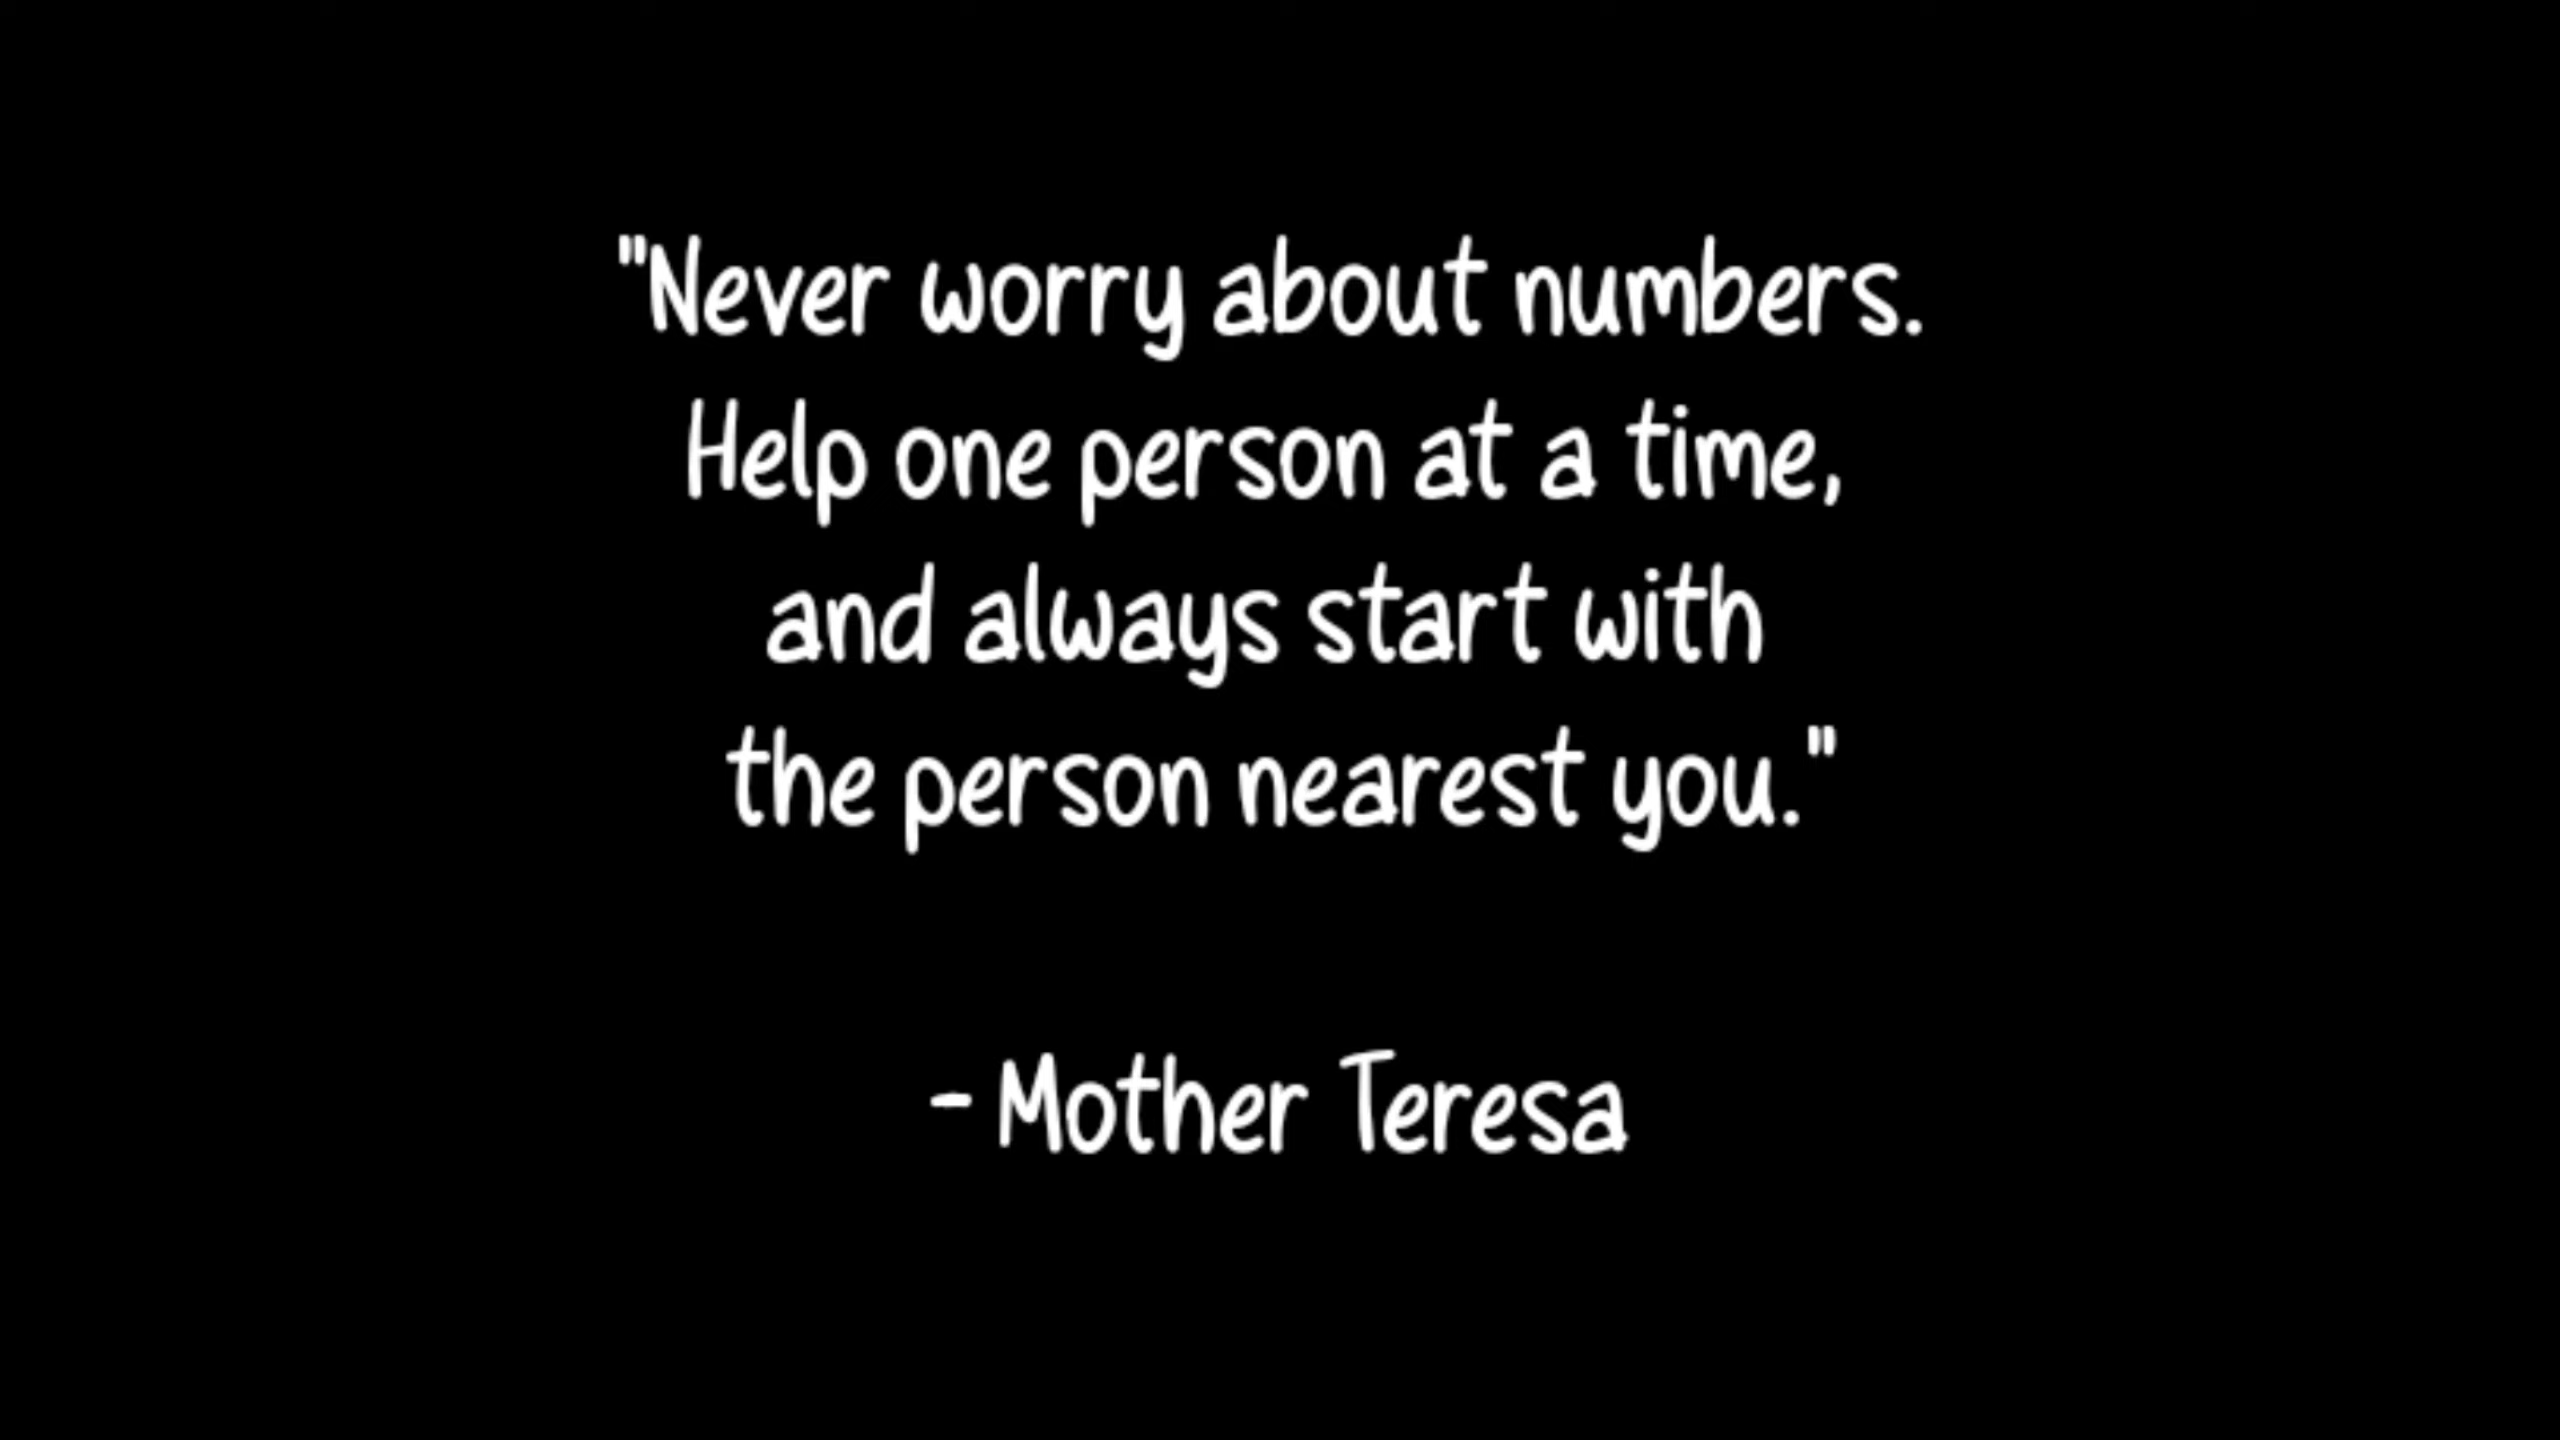 "Never worry about numbers.
Help one person at a time,
and always start with
the person nearest you."
- Mother Teresa